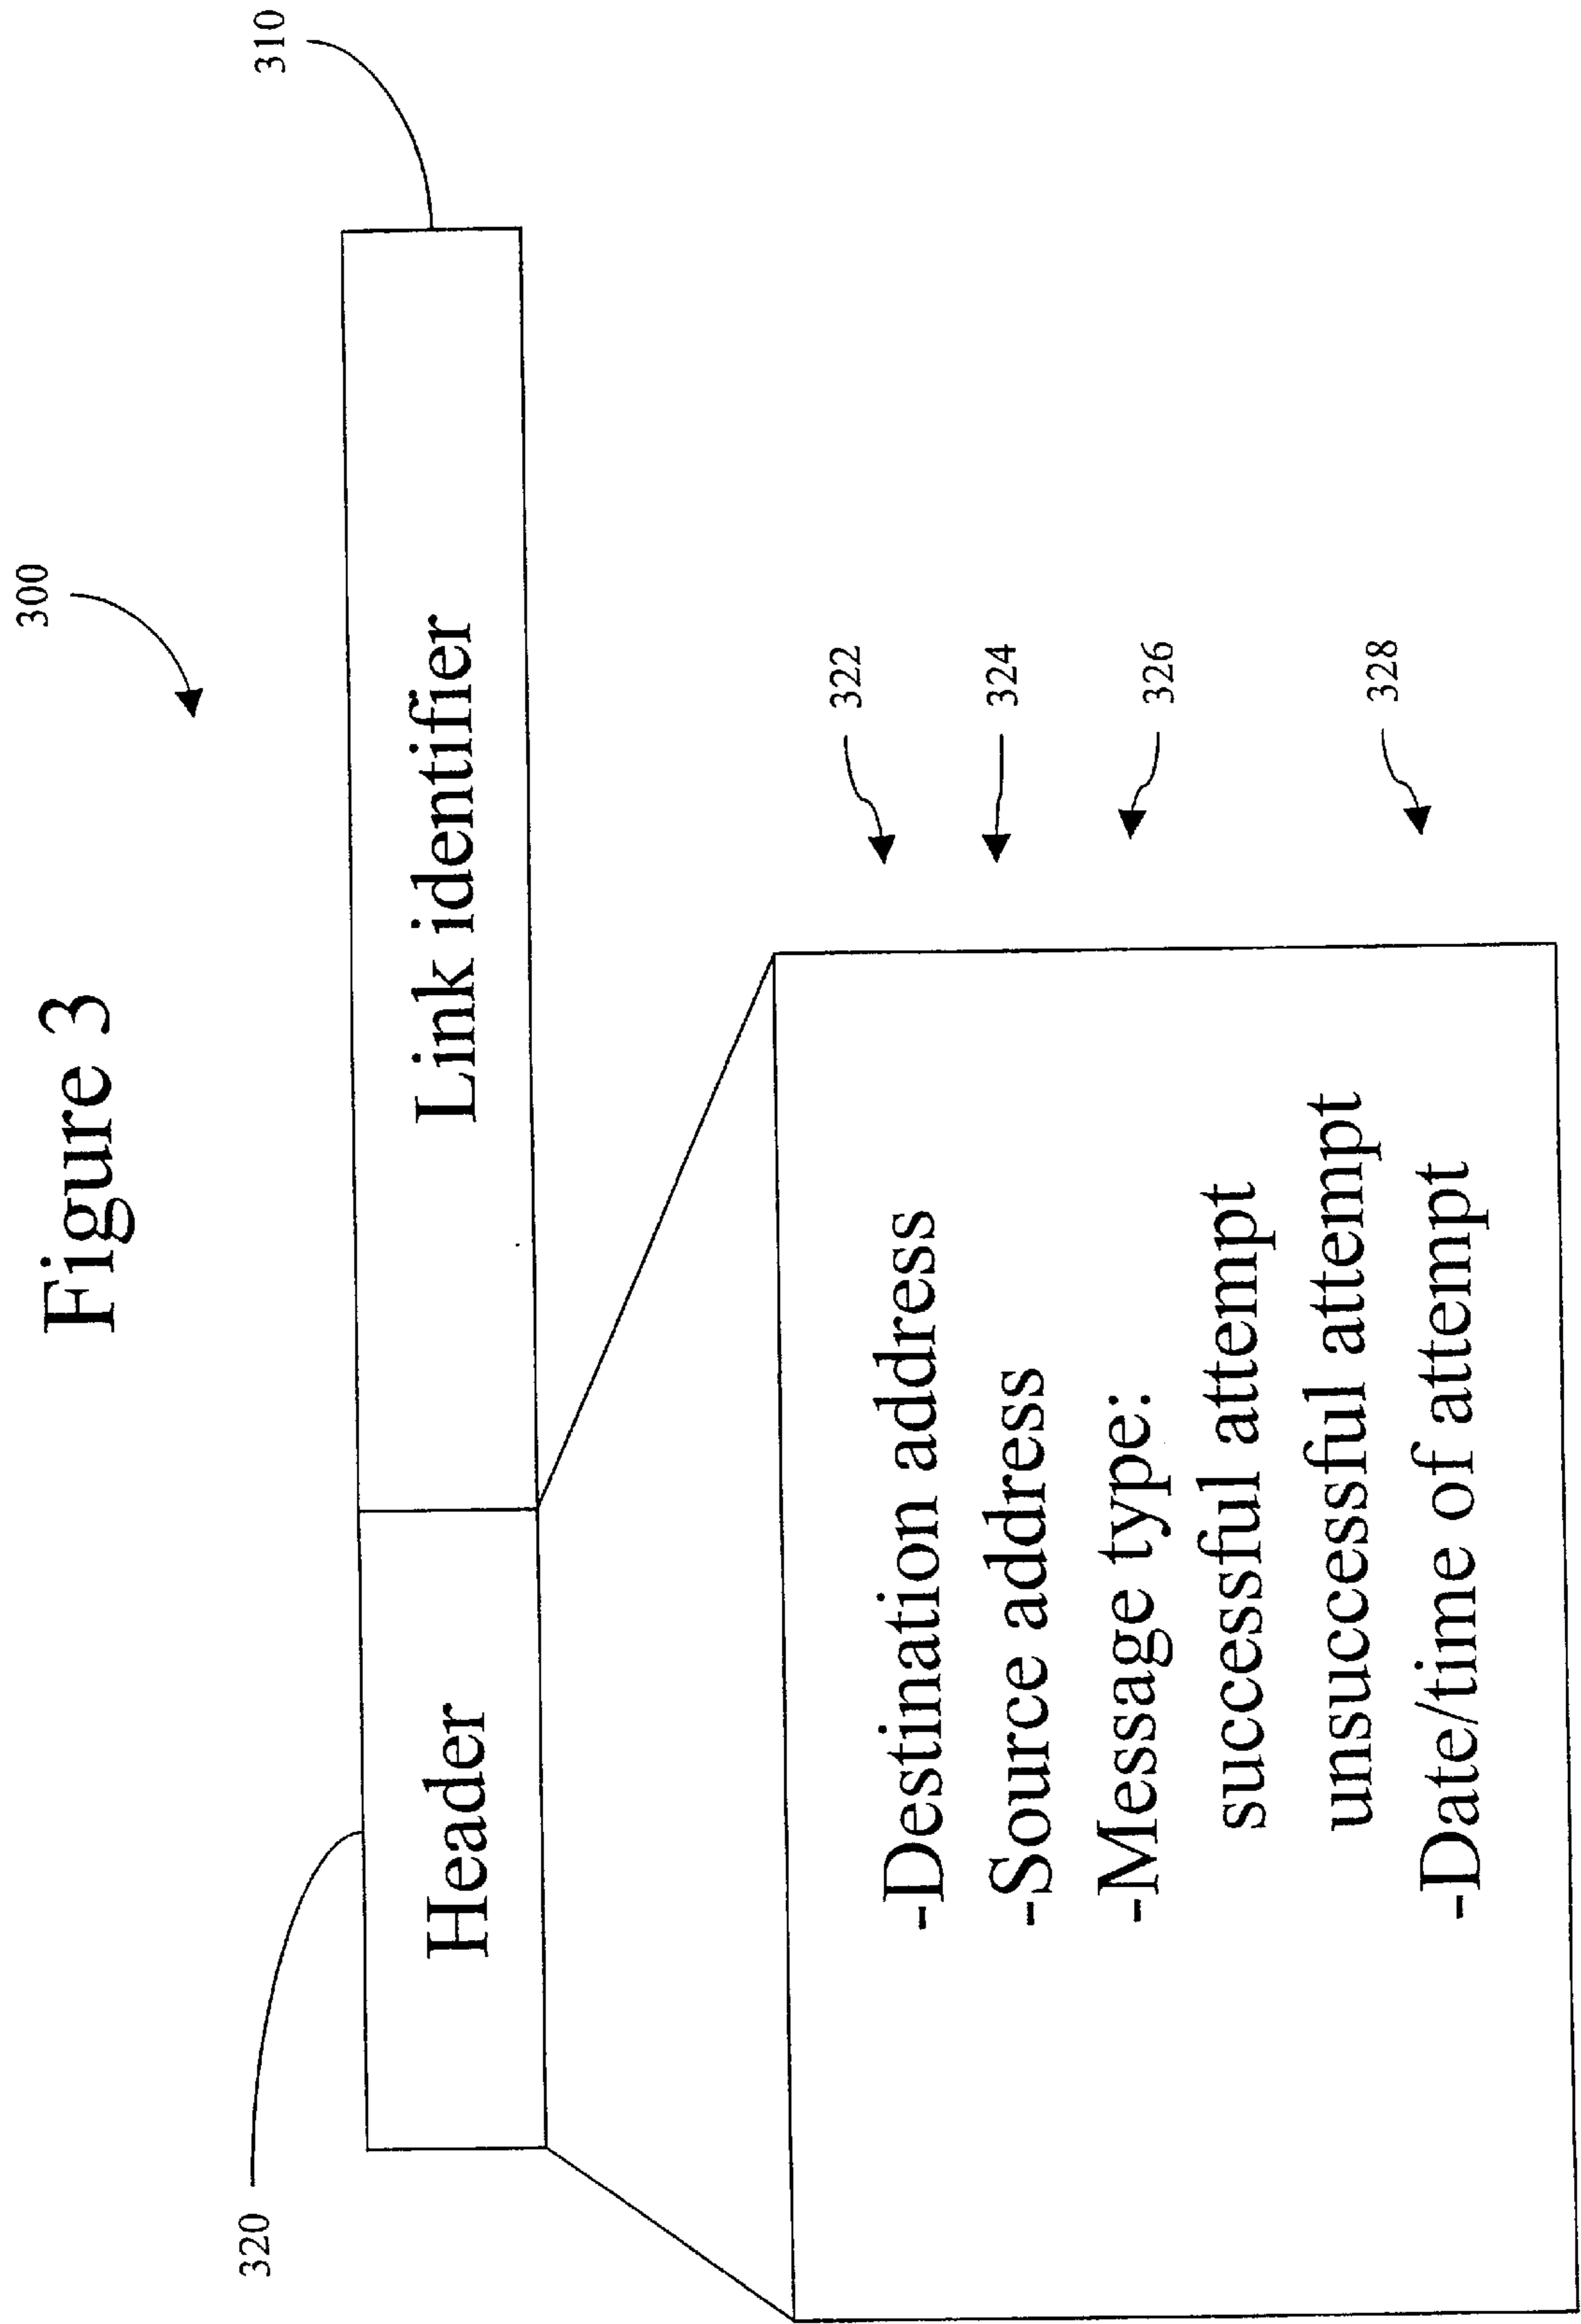 Figure 3
300
310
320
Header
Link identifier
-Destination address
322
-Source address
324
-Message type:
326
successful attempt
unsuccessful attempt
-Date/time of attempt
328